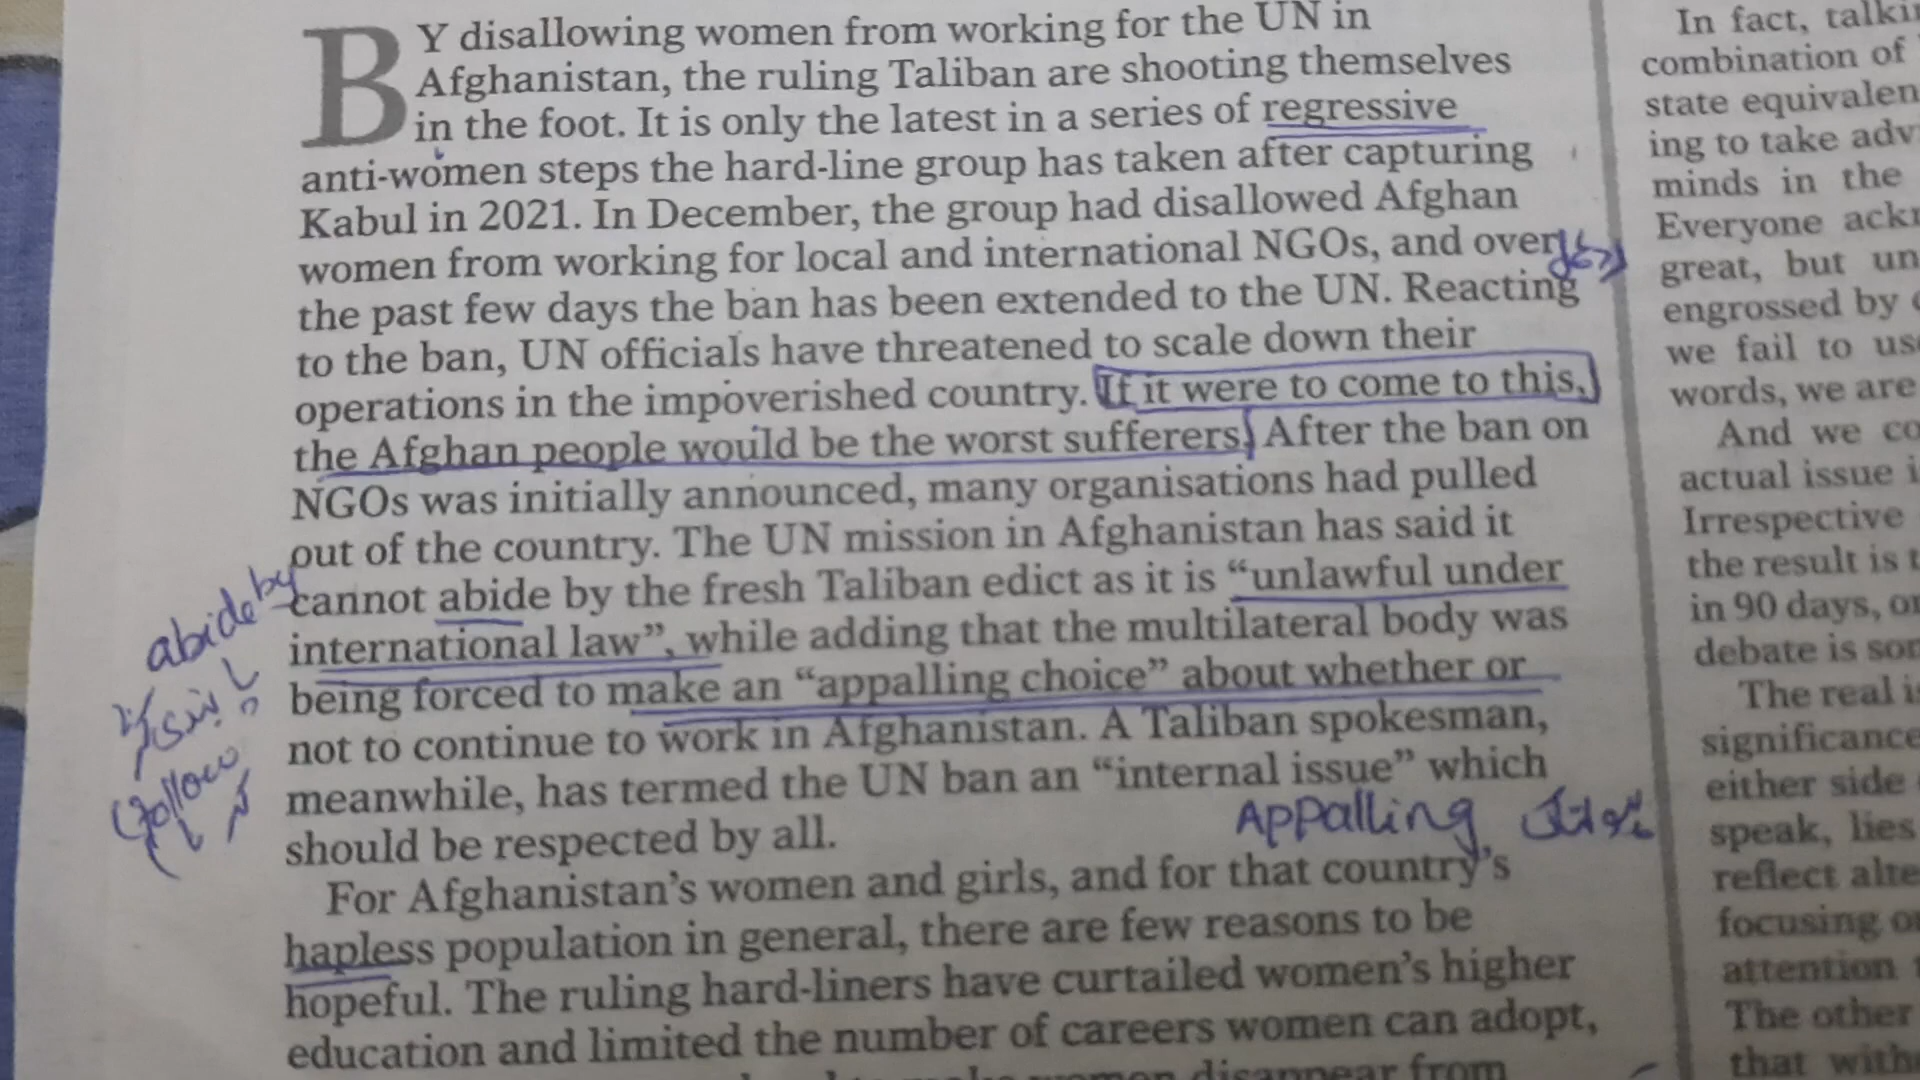 BY disallowing women from working for the UN in
Afghanistan, the ruling Taliban are shooting themselves
in the foot. It is only the latest in a series of regressive
anti-women steps the hard-line group has taken after capturing
Kabul in 2021. In December, the group had disallowed Afghan
women from working for local and international NGOs, and over
the past few days the ban has been extended to the UN. Reacting
to the ban, UN officials have threatened to scale down their
operations in the impoverished country. If it were to come to this,
the Afghan people would be the worst sufferers. After the ban on
NGOs was initially announced, many organisations had pulled
out of the country. The UN mission in Afghanistan has said it
cannot abide by the fresh Taliban edict as it is “unlawful under
international law”, while adding that the multilateral body was
being forced to make an “appalling choice” about whether or
not to continue to work in Afghanistan. A Taliban spokesman,
meanwhile, has termed the UN ban an “internal issue” which
should be respected by all.
For Afghanistan’s women and girls, and for that country’s
hapless population in general, there are few reasons to be
hopeful. The ruling hard-liners have curtailed women’s higher
education and limited the number of careers women can adopt,
women disappear from
abide by
follow
Appalling
In fact,
combination of
state
ing to take
minds in the
Everyone
great, but
engrossed by
we fail to
words, we are
And we
actual issue
Irrespective
the result is
in 90 days,
debate is
The real
significance
either side
speak, lies
reflect
focusing
attention
The other
that